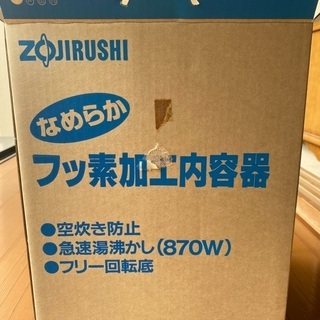 ZOJIRUSHI
なめらか
フッ素加工内容器
●空炊き防止
●急速湯沸かし(870W)
●フリー回転底